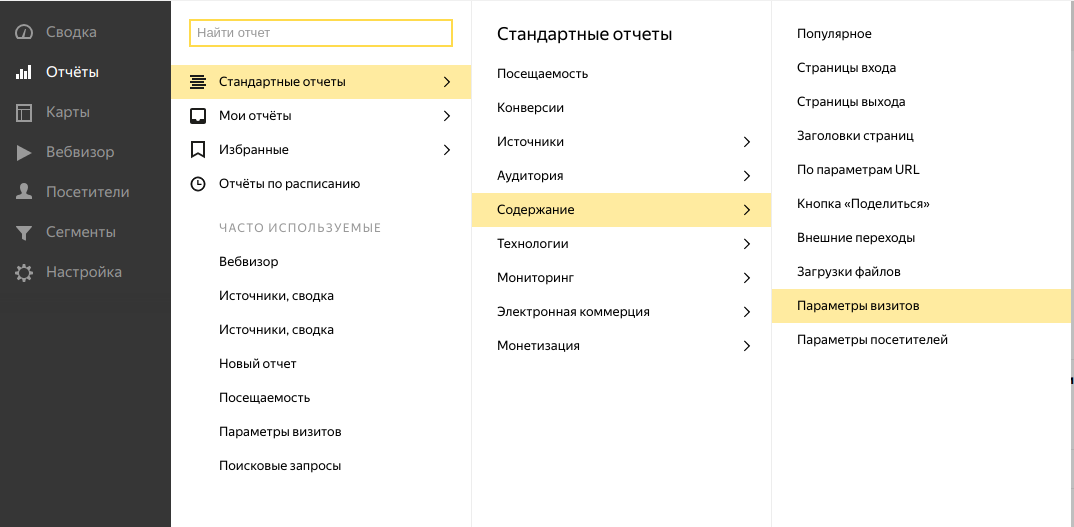 Сводка
Отчёты
Карты
Вебвизор
Посетители
Сегменты
Настройка
Найти отчет
Стандартные отчеты
Мои отчёты
Избранные
Отчёты по расписанию
ЧАСТО ИСПОЛЬЗУЕМЫЕ
Вебвизор
Источники, сводка
Источники, сводка
Новый отчет
Посещаемость
Параметры визитов
Поисковые запросы
Стандартные отчеты
Посещаемость
Конверсии
Источники
Аудитория
Содержание
Технологии
Мониторинг
Электронная коммерция
Монетизация
Популярное
Страницы входа
Страницы выхода
Заголовки страниц
По параметрам URL
Кнопка «Поделиться»
Внешние переходы
Загрузки файлов
Параметры визитов
Параметры посетителей